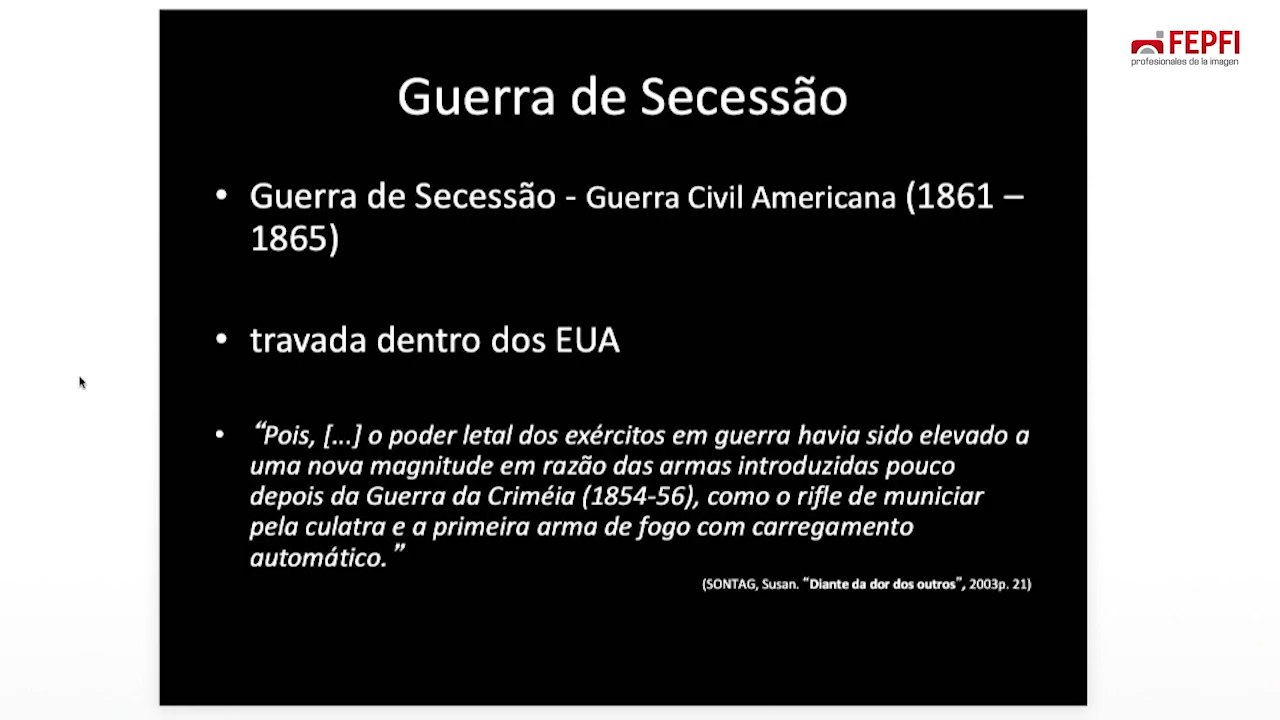 FEPFI
profesionales de la imagen
Guerra de Secessão
• Guerra de Secessão - Guerra Civil Americana (1861 –
1865)
• travada dentro dos EUA
• “Pois, [...] o poder letal dos exércitos em guerra havia sido elevado a
uma nova magnitude em razão das armas introduzidas pouco
depois da Guerra da Criméia (1854-56), como o rifle de municiar
pela culatra e a primeira arma de fogo com carregamento
automático.”
(SONTAG, Susan. “Diante da dor dos outros”, 2003p. 21)